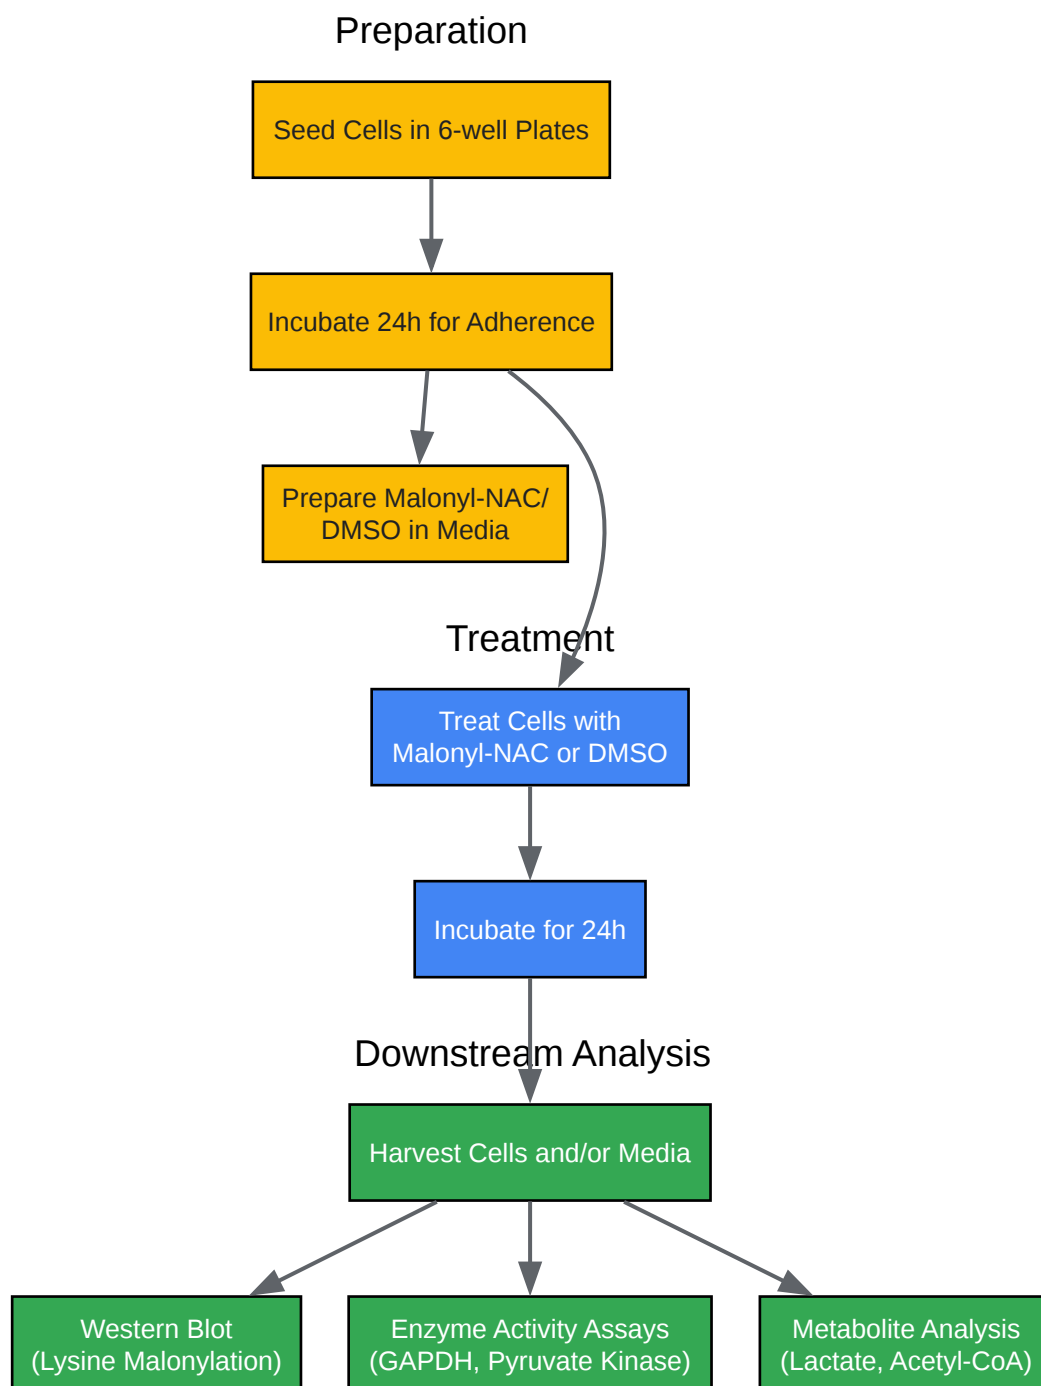 Preparation
Seed Cells in 6-well Plates
Incubate 24h for Adherence
Prepare Malonyl-NAC/
DMSO in Media
Treatment
Treat Cells with
Malonyl-NAC or DMSO
Incubate for 24h
Downstream Analysis
Harvest Cells and/or Media
Western Blot
(Lysine Malonylation)
Enzyme Activity Assays
(GAPDH, Pyruvate Kinase)
Metabolite Analysis
(Lactate, Acetyl-CoA)